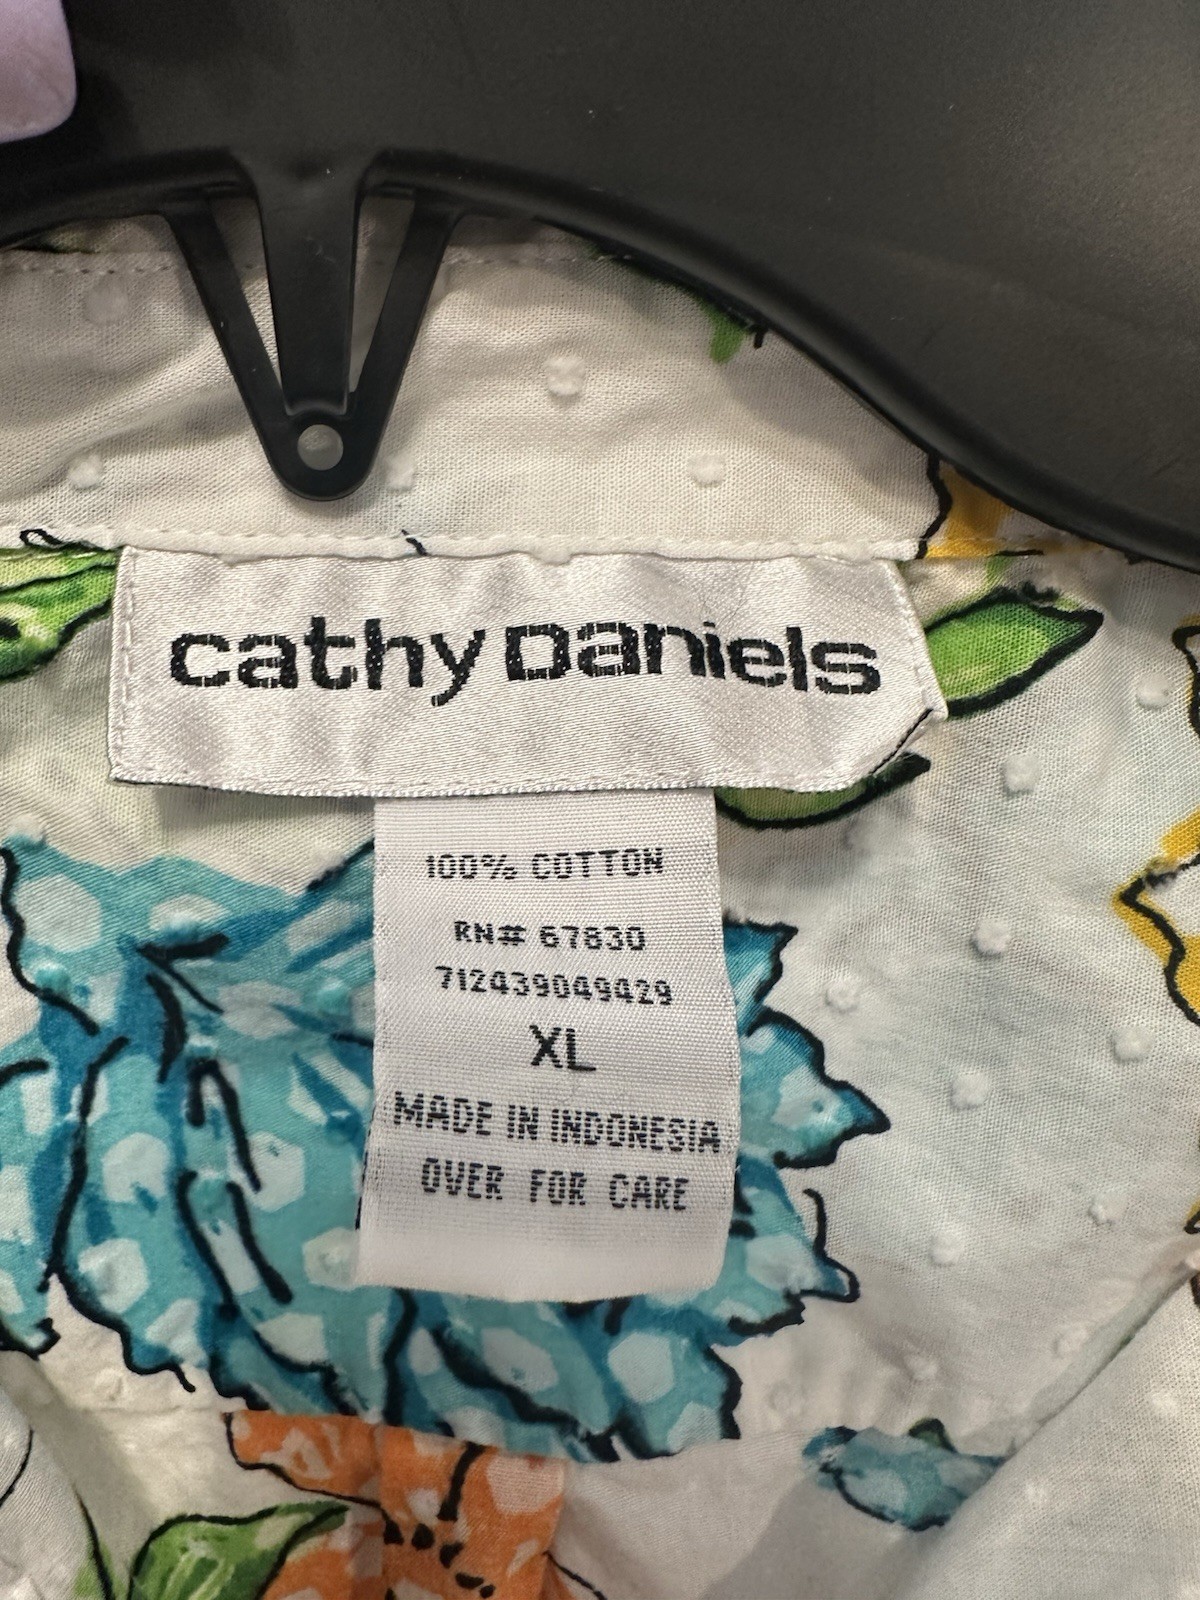 cathy Daniels
100% COTTON
RN# 67830
712439049429
XL
MADE IN INDONESIA
OVER FOR CARE